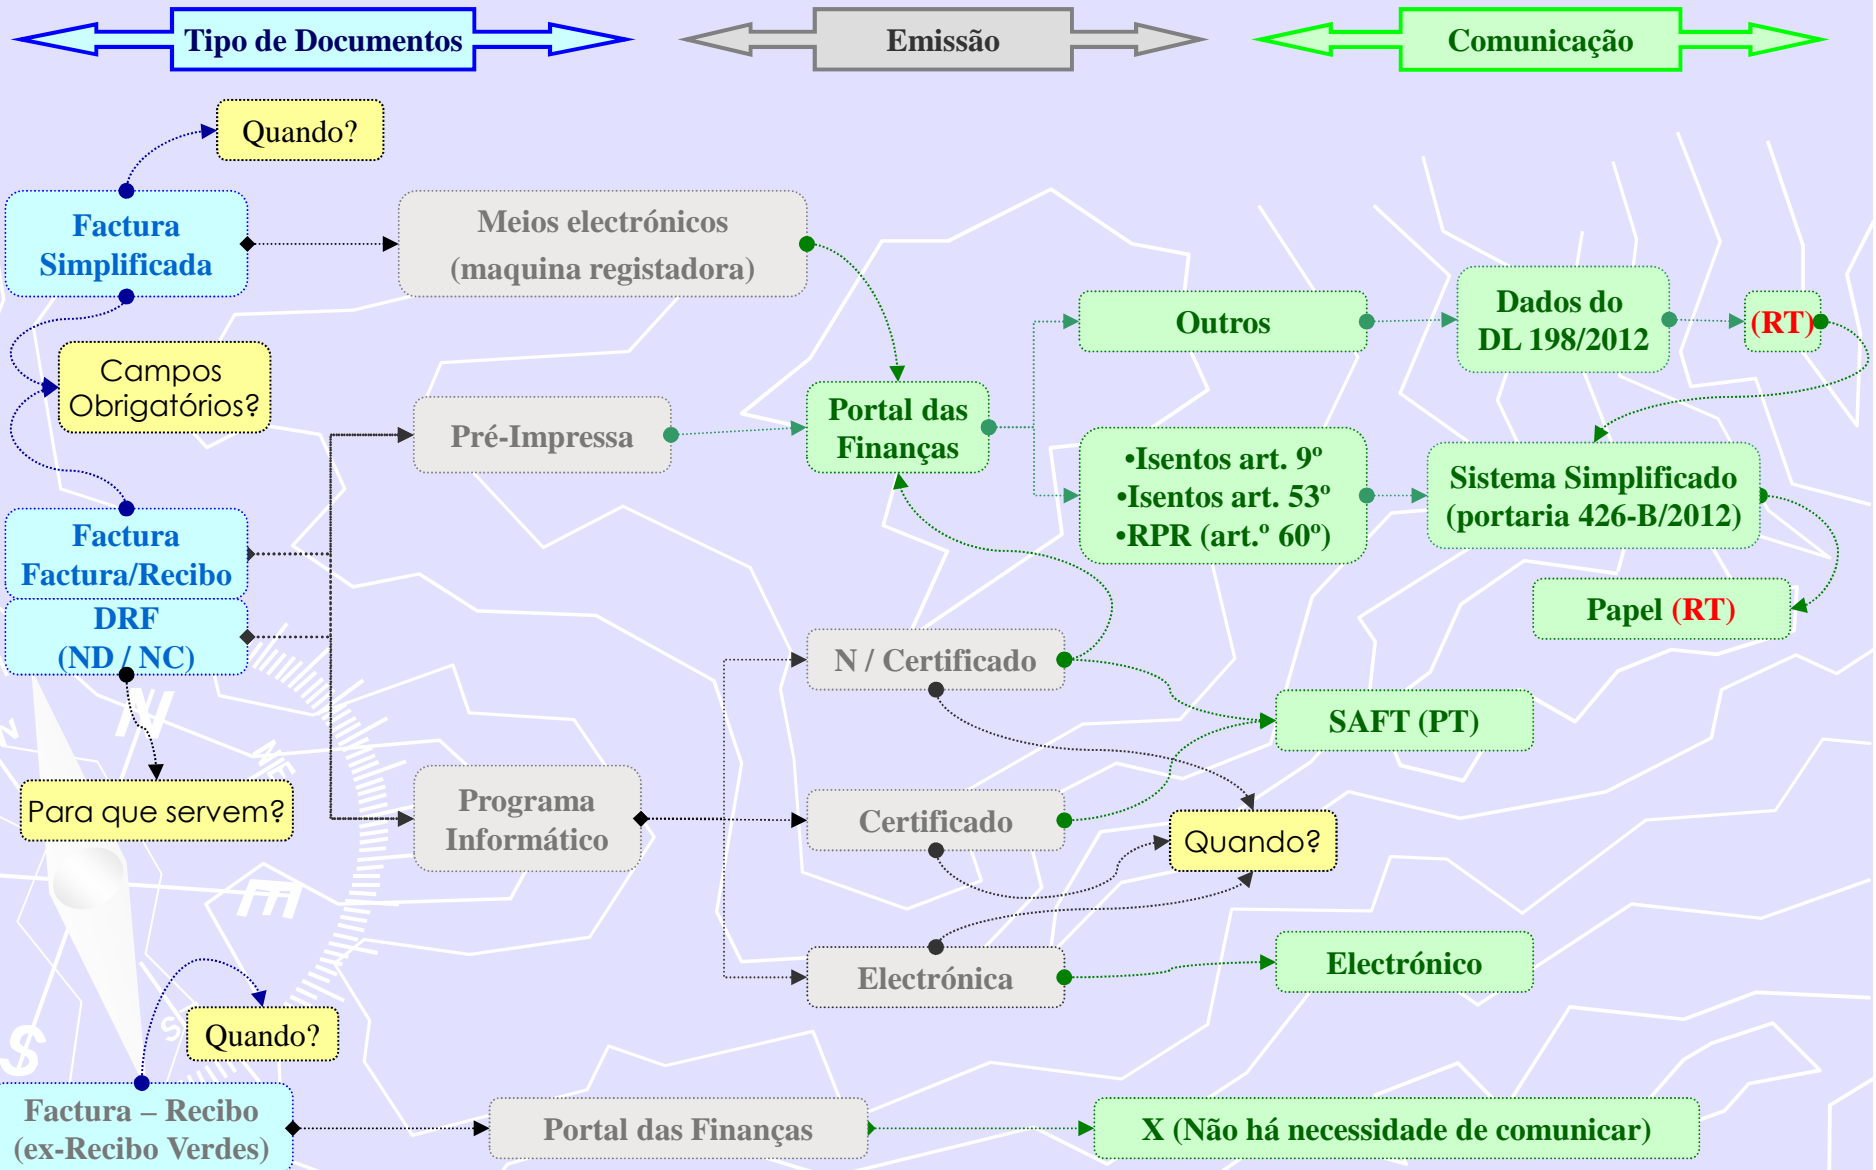 Tipo de Documentos
Emissão
Comunicação
Quando?
Factura
Simplificada
Meios electrónicos
(maquina registadora)
Outros
Dados do
DL 198/2012
(RT)
Campos
Obrigatórios?
Pré-Impressa
Portal das
Finanças
•Isentos art. 9º
•Isentos art. 53º
•RPR (art.º 60º)
Sistema Simplificado
(portaria 426-B/2012)
Factura
Factura/Recibo
DRF
(ND / NC)
Papel (RT)
N / Certificado
SAFT (PT)
Para que servem?
Programa
Informático
Certificado
Quando?
Electrónica
Electrónico
Quando?
Factura – Recibo
(ex-Recibo Verdes)
Portal das Finanças
X (Não há necessidade de comunicar)
N
N
NE
E
S
S